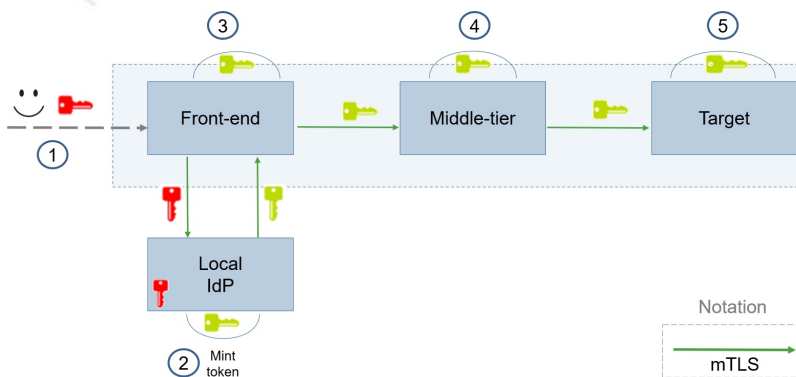 3
4
5
Front-end
Middle-tier
Target
1
Local
IdP
2
Mint
token
Notation
mTLS